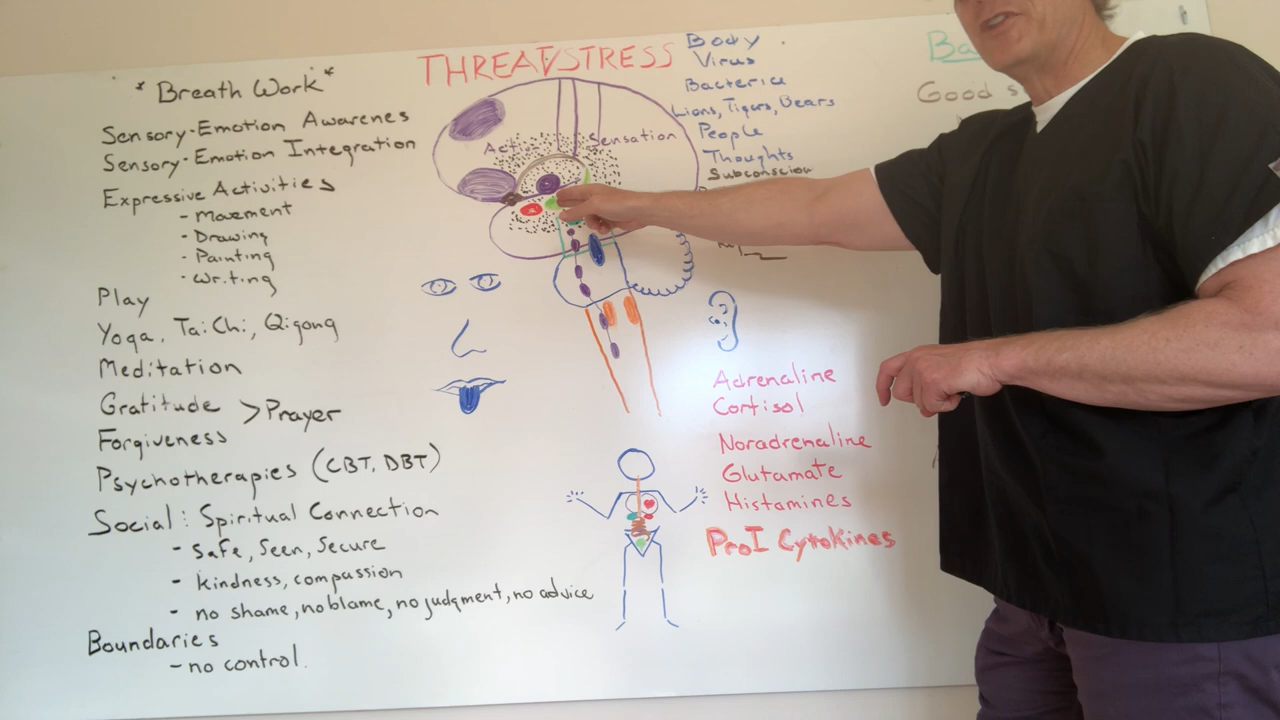 * Breath Work *
Sensory-Emotion Awarenes
Sensory-Emotion Integration
Expressive Activities
- Movement
- Drawing
- Painting
- Writing
Play
Yoga, Tai Chi, Qigong
Meditation
Gratitude > Prayer
Forgiveness
Psychotherapies (CBT, DBT)
Social : Spiritual Connection
- Safe, Seen, Secure
- kindness, compassion
- no shame, no blame, no judgment, no advice
Boundaries
- no control.
THREAT/STRESS
Sensation
Body
Virus
Bacteria
Lions, Tigers, Bears
People
Thoughts
Subconsciou
Adrenaline
Cortisol
Noradrenaline
Glutamate
Histamines
ProI Cytokines
Ba
Good s